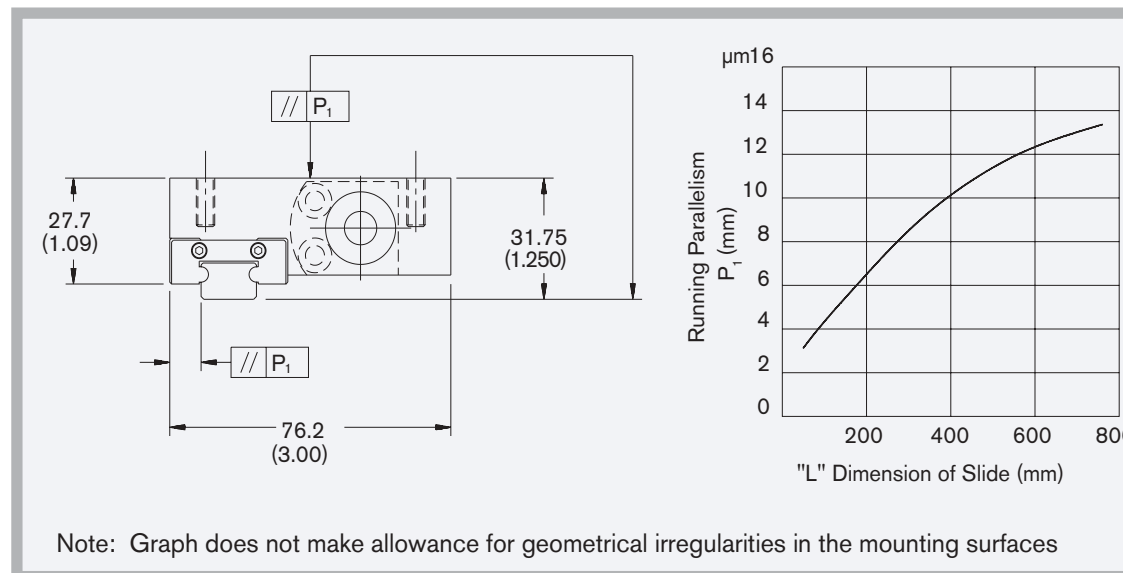 // P₁
27.7
(1.09)
31.75
(1.250)
// P₁
76.2
(3.00)
µm16
14
12
10
8
6
4
2
0
Running Parallelism
P₁ (mm)
200 400 600 800
"L" Dimension of Slide (mm)
Note: Graph does not make allowance for geometrical irregularities in the mounting surfaces